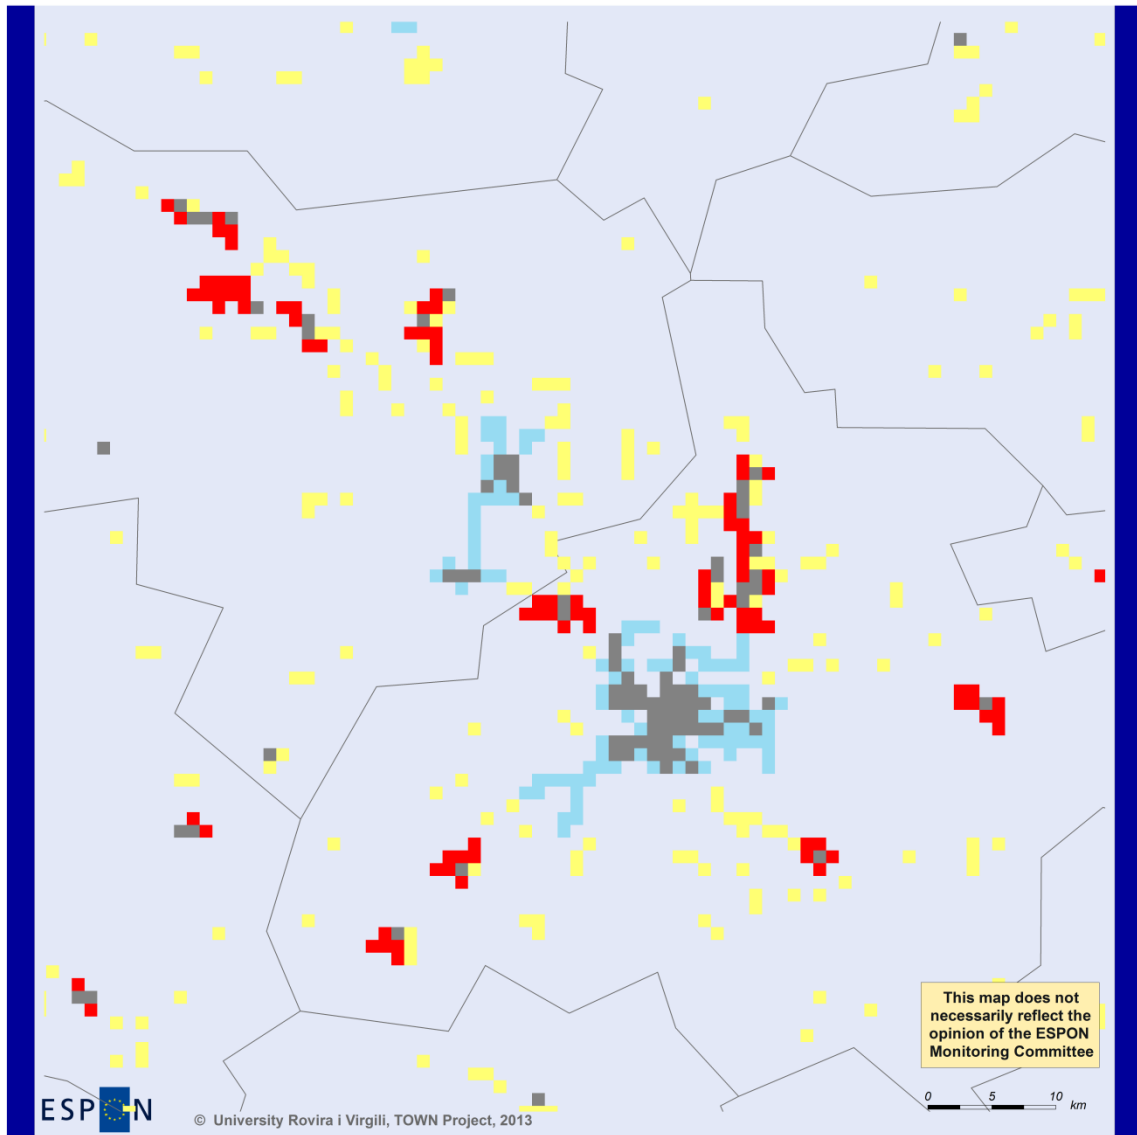 This map does not
necessarily reflect the
opinion of the ESPON
Monitoring Committee
ESPON
© University Rovira i Virgili, TOWN Project, 2013
0 5 10
km